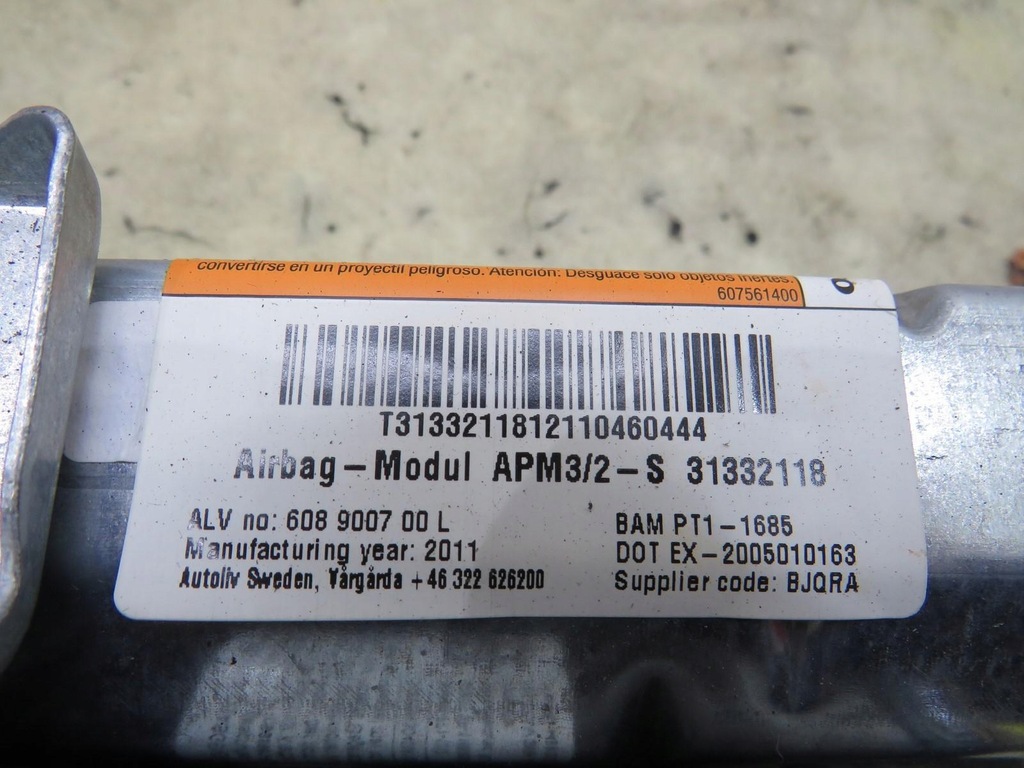 convertirse en un proyectil peligroso. Atención: Desguace solo objetos inertes.
607561400
T3133211812110460444
Airbag-Modul APM3/2-S 31332118
ALV no: 608 9007 00 L
BAM PT1-1685
Manufacturing year: 2011
DOT EX-2005010163
Autoliv Sweden, Vårgårda +46 322 626200
Supplier code: BJQRA